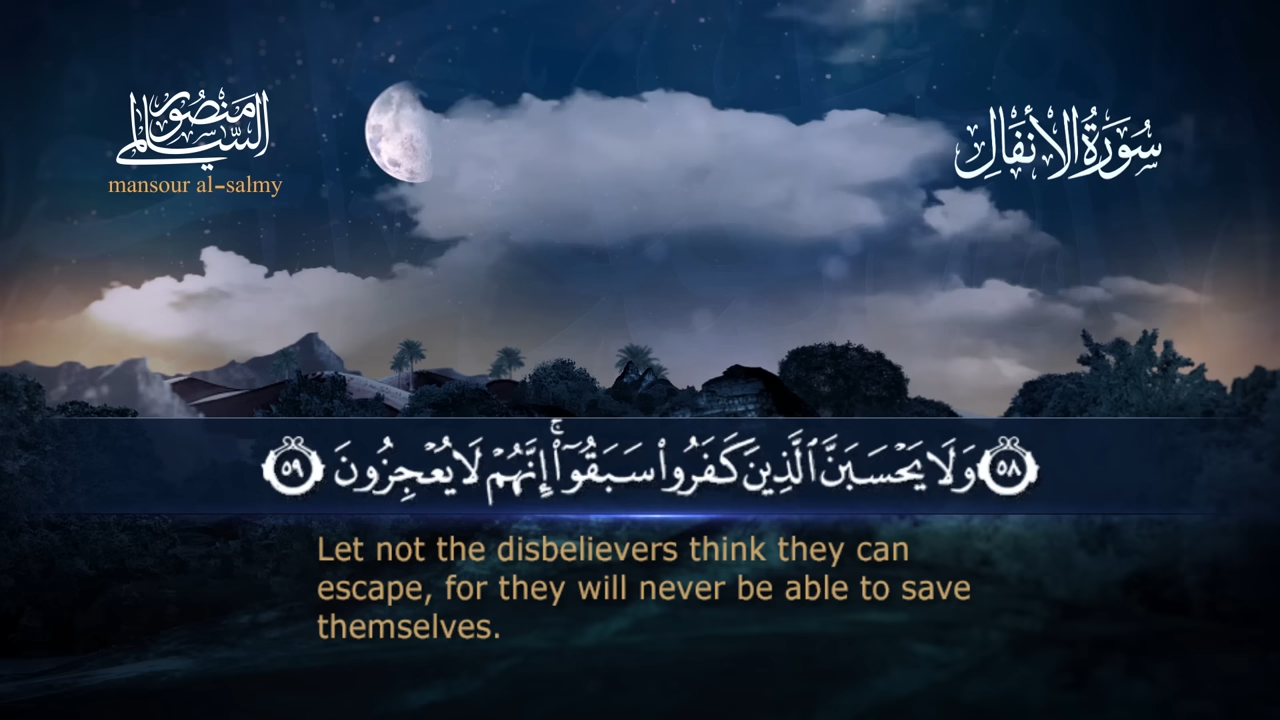 منصور السالمي
mansour al-salmy
سُورَةُ الأَنفَالِ
٥٨ وَلَا يَحْسَبَنَّ ٱلَّذِينَ كَفَرُوا۟ سَبَقُوٓا۟ ۚ إِنَّهُمْ لَا يُعْجِزُونَ ٥٩
Let not the disbelievers think they can
escape, for they will never be able to save
themselves.